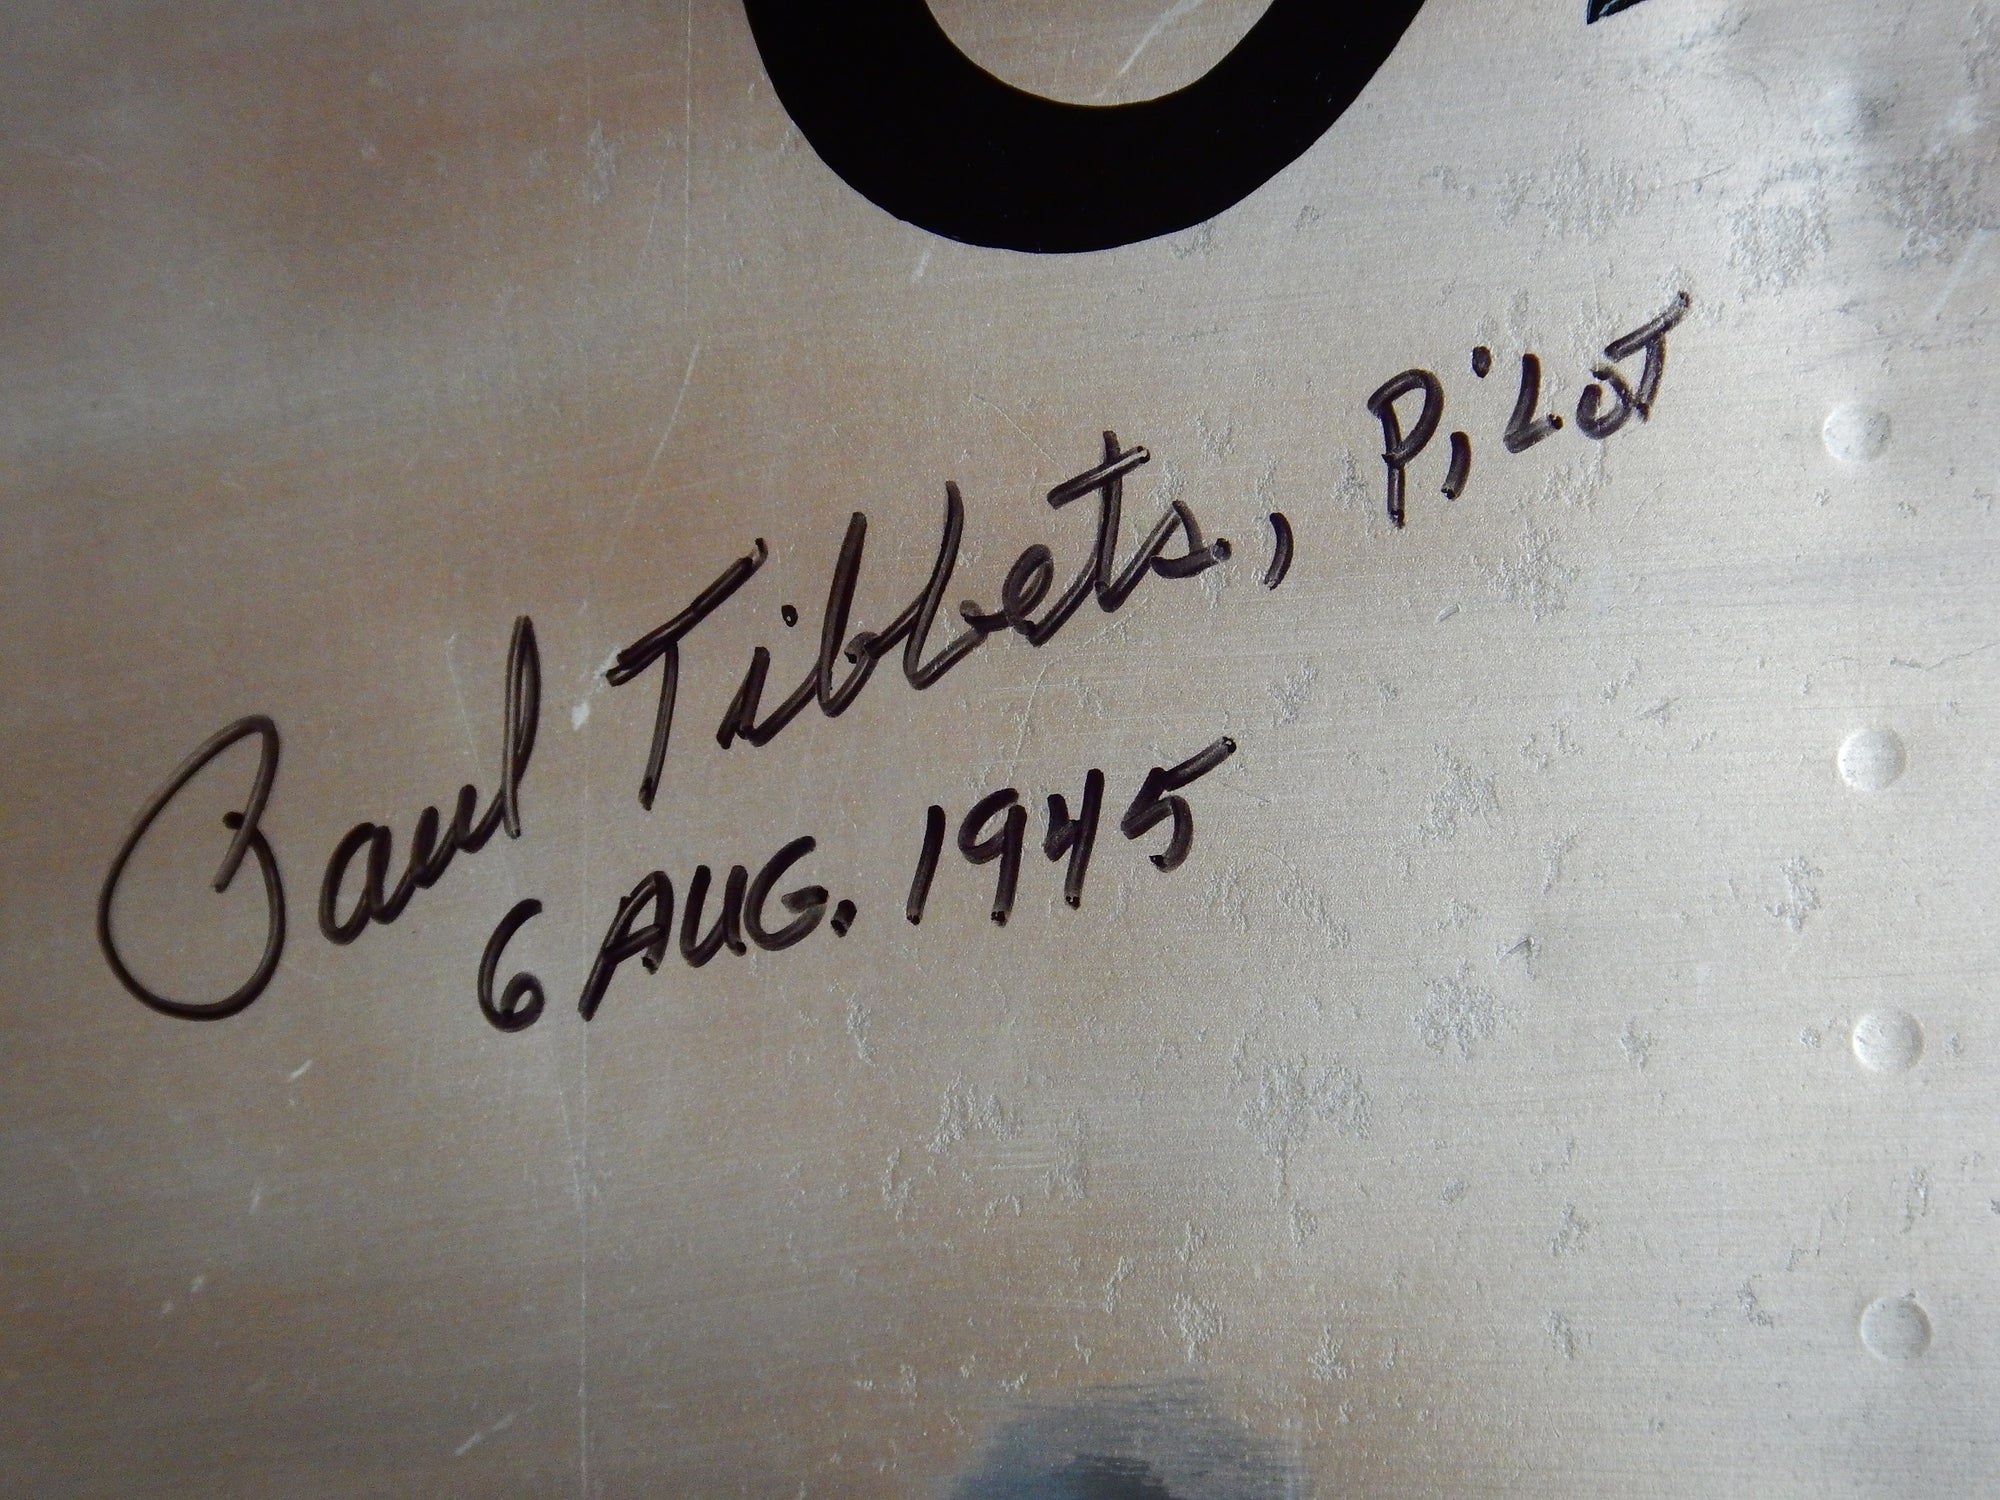 Paul Tibbets, PiLOT
6 AUG. 1945